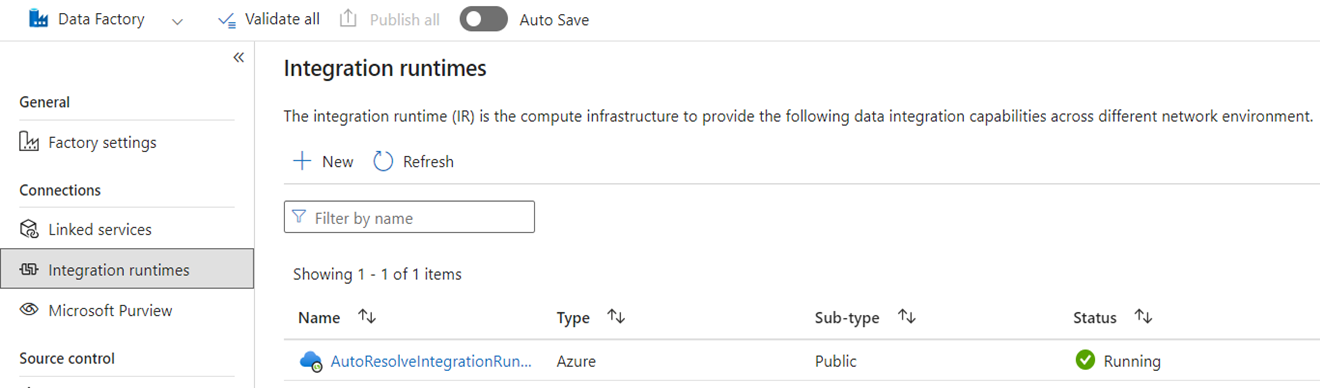 Data Factory
Validate all
Publish all
Auto Save
«
General
Factory settings
Connections
Linked services
Integration runtimes
Microsoft Purview
Source control
Integration runtimes
The integration runtime (IR) is the compute infrastructure to provide the following data integration capabilities across different network environment.
New
Refresh
Filter by name
Showing 1 - 1 of 1 items
Name Type Sub-type Status
AutoResolveIntegrationRun... Azure Public Running